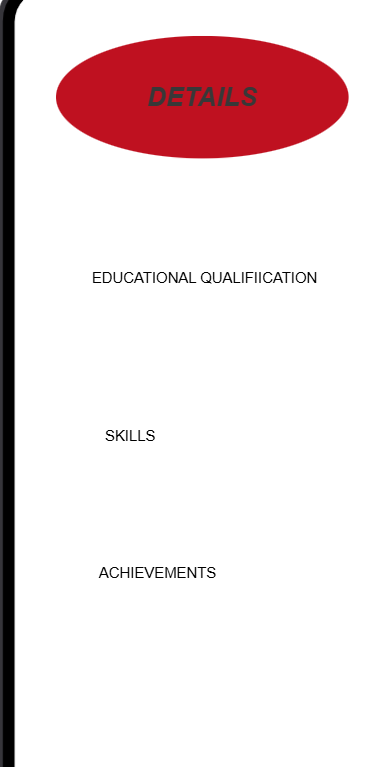 DETAILS
EDUCATIONAL QUALIFIICATION
SKILLS
ACHIEVEMENTS